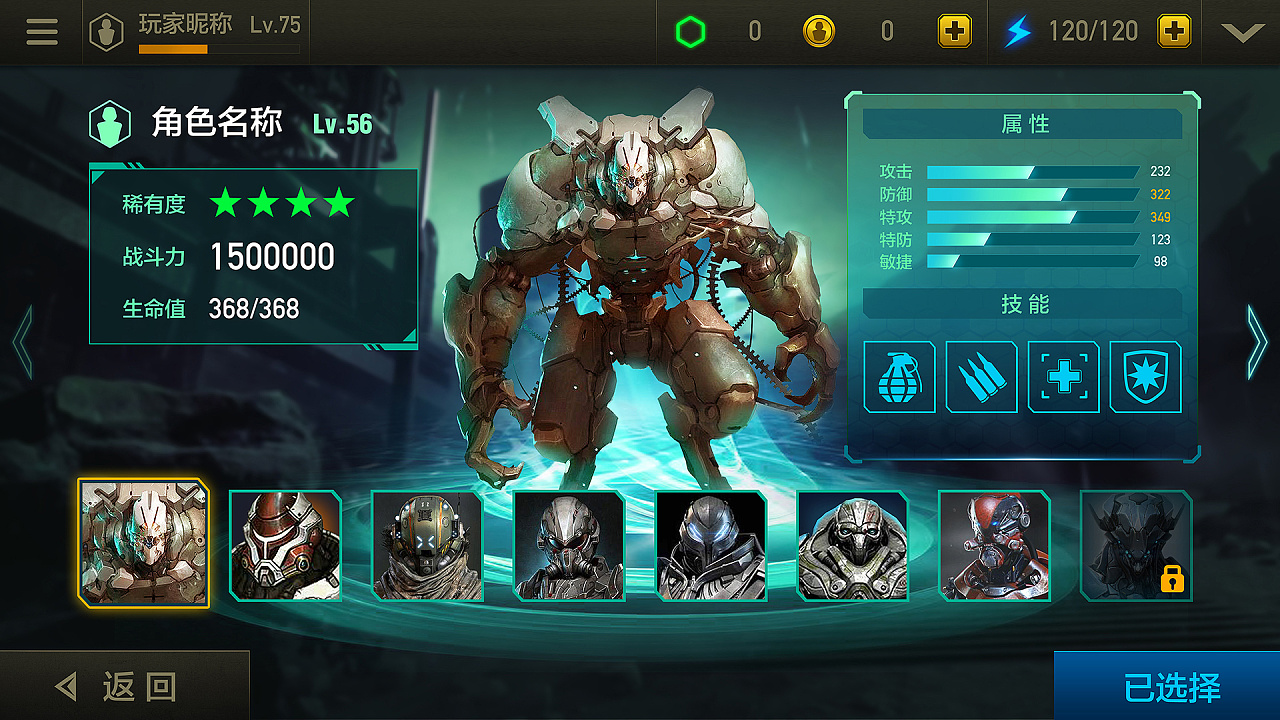 玩家昵称 Lv.75
0
0
120/120
角色名称 Lv.56
稀有度
战斗力 1500000
生命值 368/368
属性
攻击 232
防御 322
特攻 349
特防 123
敏捷 98
技能
返回
已选择